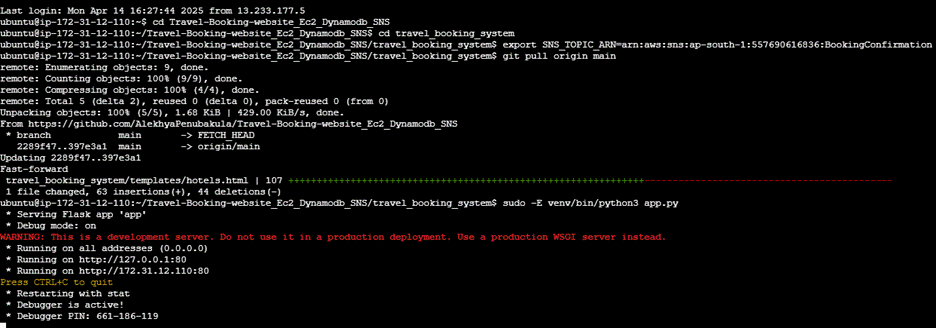 Last login: Mon Apr 14 16:27:44 2025 from 13.233.177.5
ubuntu@ip-172-31-12-110:~$ cd Travel-Booking-website_Ec2_Dynamodb_SNS
ubuntu@ip-172-31-12-110:~/Travel-Booking-website_Ec2_Dynamodb_SNS$ cd travel_booking_system
ubuntu@ip-172-31-12-110:~/Travel-Booking-website_Ec2_Dynamodb_SNS/travel_booking_system$ export SNS_TOPIC_ARN=arn:aws:sns:ap-south-1:557690616836:BookingConfirmation
ubuntu@ip-172-31-12-110:~/Travel-Booking-website_Ec2_Dynamodb_SNS/travel_booking_system$ git pull origin main
remote: Enumerating objects: 9, done.
remote: Counting objects: 100% (9/9), done.
remote: Compressing objects: 100% (4/4), done.
remote: Total 5 (delta 2), reused 0 (delta 0), pack-reused 0 (from 0)
Unpacking objects: 100% (5/5), 1.68 KiB | 429.00 KiB/s, done.
From https://github.com/AlekhyaPenubakula/Travel-Booking-website_Ec2_Dynamodb_SNS
 * branch            main       -> FETCH_HEAD
   2289f47..397e3a1  main       -> origin/main
Updating 2289f47..397e3a1
Fast-forward
 travel_booking_system/templates/hotels.html | 107 +++++++++++++++++++++++++++++++++++++++++++++++++++++++++++++++--------------------------------------------
 1 file changed, 63 insertions(+), 44 deletions(-)
ubuntu@ip-172-31-12-110:~/Travel-Booking-website_Ec2_Dynamodb_SNS/travel_booking_system$ sudo -E venv/bin/python3 app.py
 * Serving Flask app 'app'
 * Debug mode: on
WARNING: This is a development server. Do not use it in a production deployment. Use a production WSGI server instead.
 * Running on all addresses (0.0.0.0)
 * Running on http://127.0.0.1:80
 * Running on http://172.31.12.110:80
Press CTRL+C to quit
 * Restarting with stat
 * Debugger is active!
 * Debugger PIN: 661-186-119